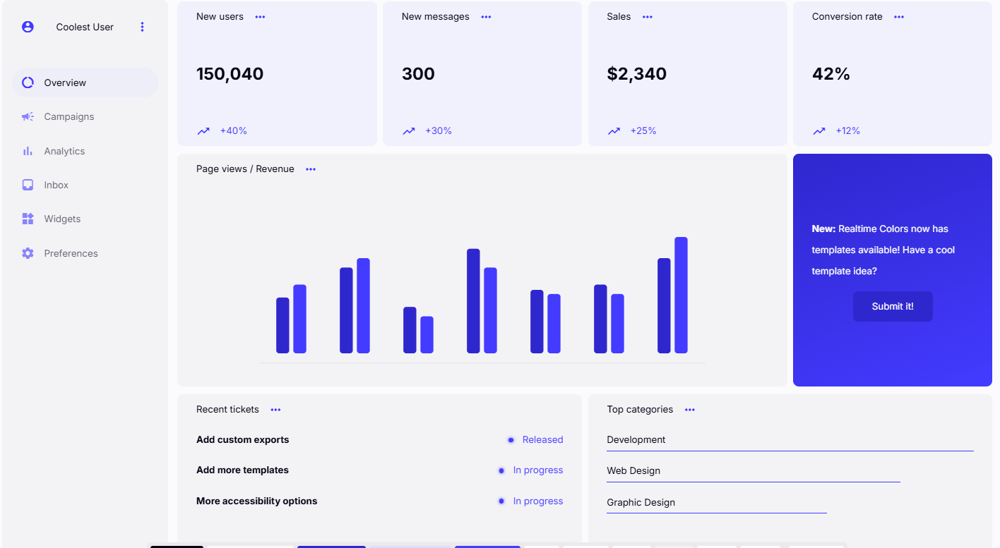 Coolest User
Overview
Campaigns
Analytics
Inbox
Widgets
Preferences
New users
150,040
+40%
New messages
300
+30%
Sales
$2,340
+25%
Conversion rate
42%
+12%
Page views / Revenue
New: Realtime Colors now has
templates available! Have a cool
template idea?
Submit it!
Recent tickets
Add custom exports Released
Add more templates In progress
More accessibility options In progress
Top categories
Development
Web Design
Graphic Design